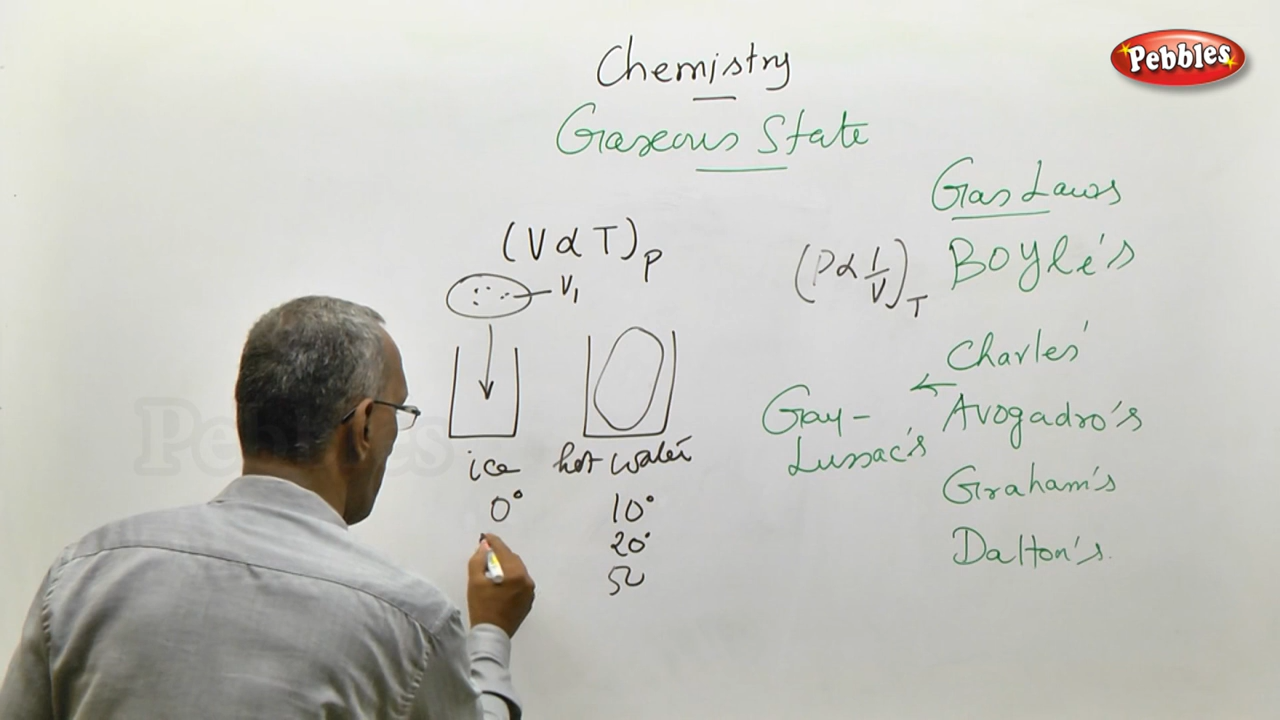 Pebbles
Chemistry
Gaseous State
Gas Laws
(V ∝ T)P
V1
(P ∝ 1/V)T
Boyle's
Charles'
Gay-
Lussac's
Avogadro's
Graham's
Dalton's.
ice
hot water
0°
10°
20°
50
Pebbles